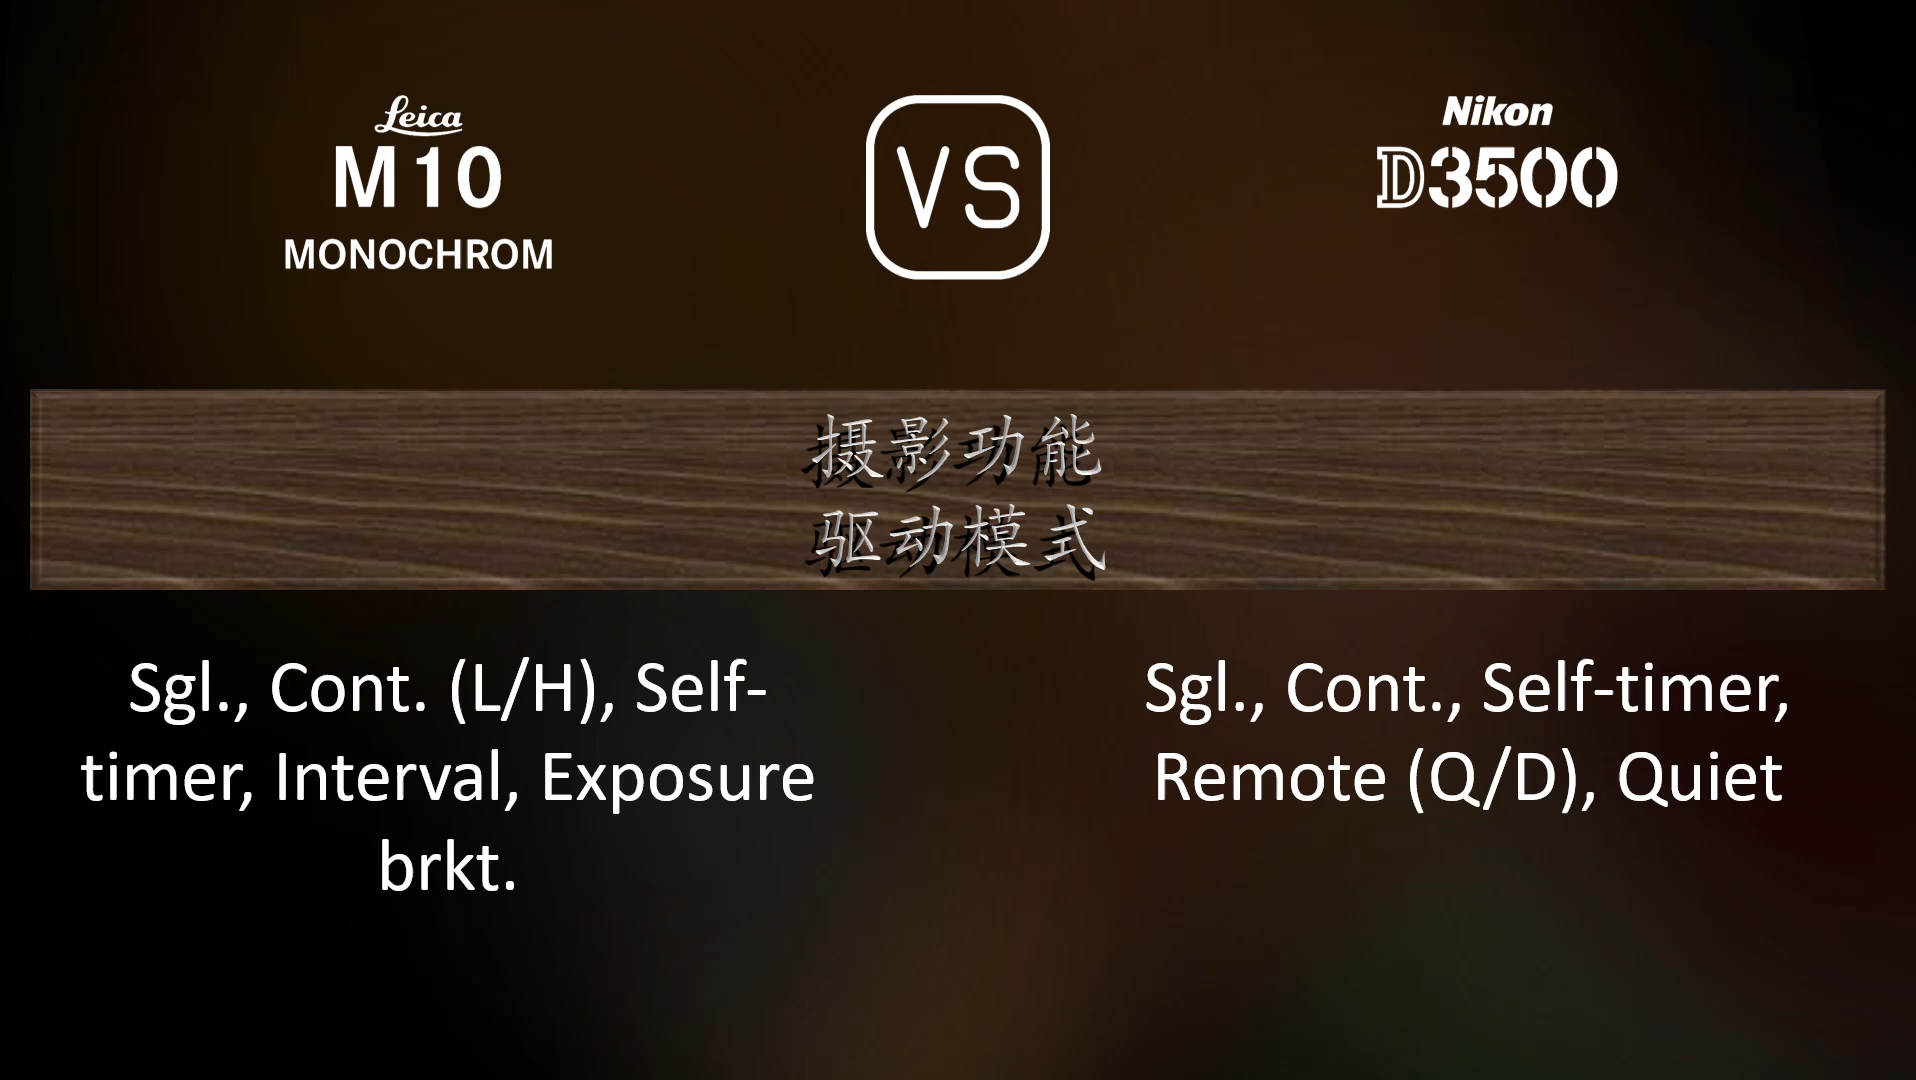 Leica
M10
MONOCHROM
VS
Nikon
D3500
摄影功能
驱动模式
Sgl., Cont. (L/H), Self-
timer, Interval, Exposure
brkt.
Sgl., Cont., Self-timer,
Remote (Q/D), Quiet